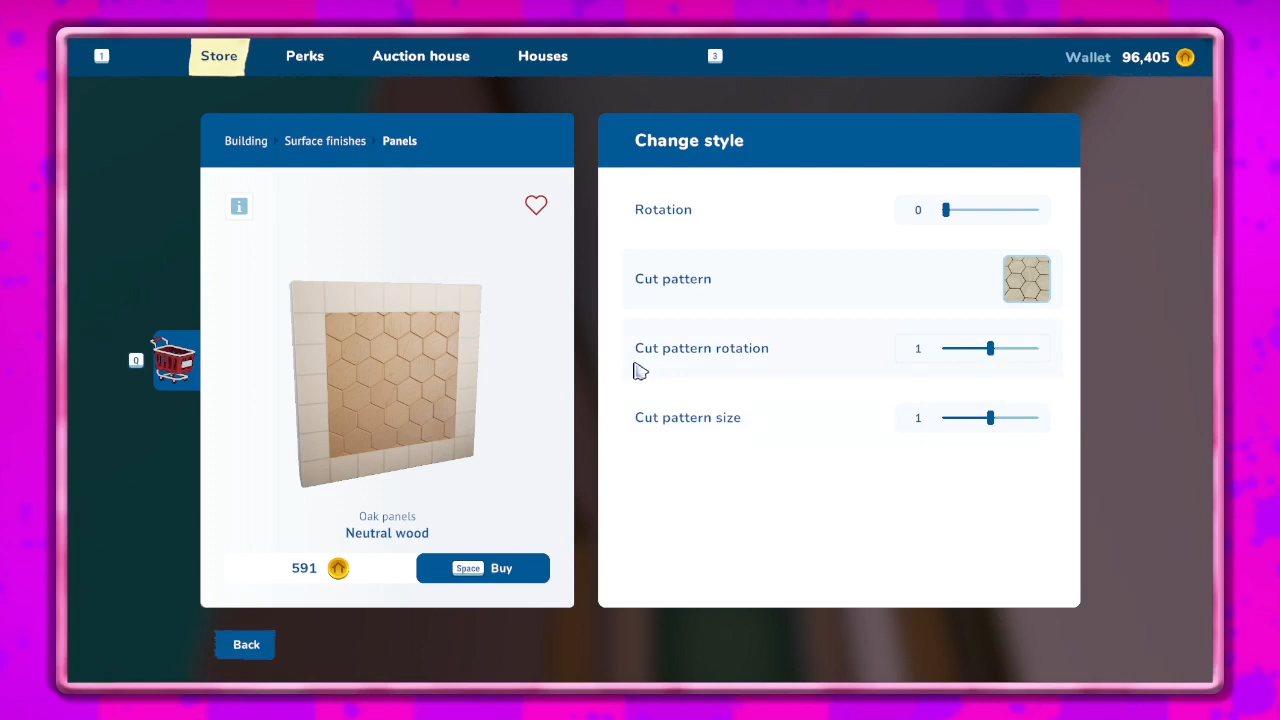 1 Store Perks Auction house Houses 3 Wallet 96,405
Building Surface finishes Panels
Change style
i
Rotation 0
Cut pattern
Q
Cut pattern rotation 1
Cut pattern size 1
Oak panels
Neutral wood
591 Space Buy
Back